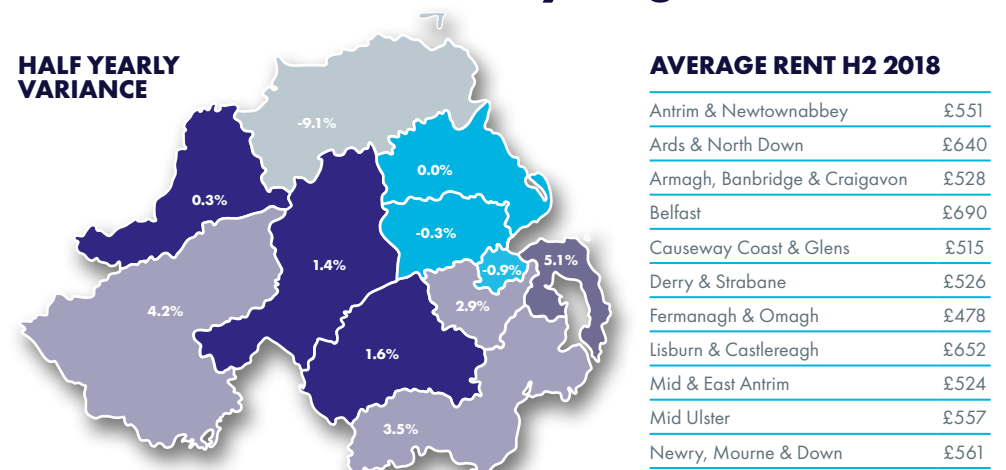 HALF YEARLY
VARIANCE
-9.1%
0.3%
0.0%
-0.3%
1.4%
-0.9%
5.1%
4.2%
2.9%
1.6%
3.5%
AVERAGE RENT H2 2018
Antrim & Newtownabbey £551
Ards & North Down £640
Armagh, Banbridge & Craigavon £528
Belfast £690
Causeway Coast & Glens £515
Derry & Strabane £526
Fermanagh & Omagh £478
Lisburn & Castlereagh £652
Mid & East Antrim £524
Mid Ulster £557
Newry, Mourne & Down £561